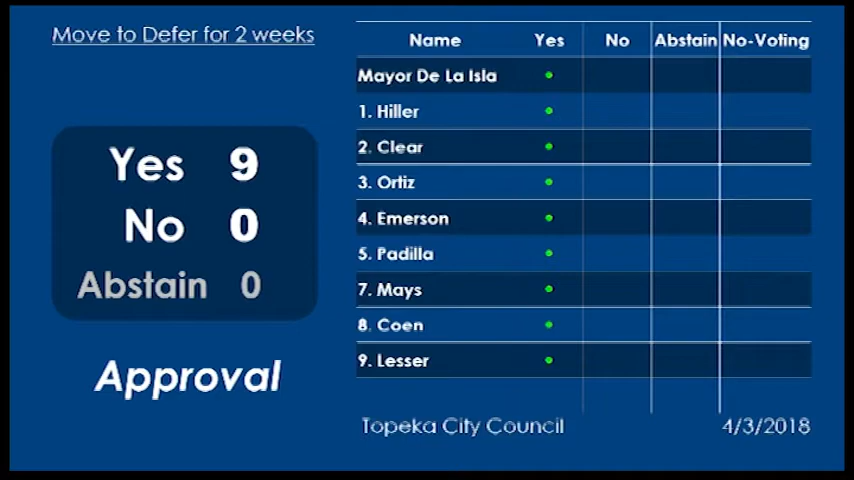 Move to Defer for 2 weeks
Yes 9
No 0
Abstain 0
Approval
Name Yes No Abstain No-Voting
Mayor De La Isla
1. Hiller
2. Clear
3. Ortiz
4. Emerson
5. Padilla
7. Mays
8. Coen
9. Lesser
Topeka City Council 4/3/2018